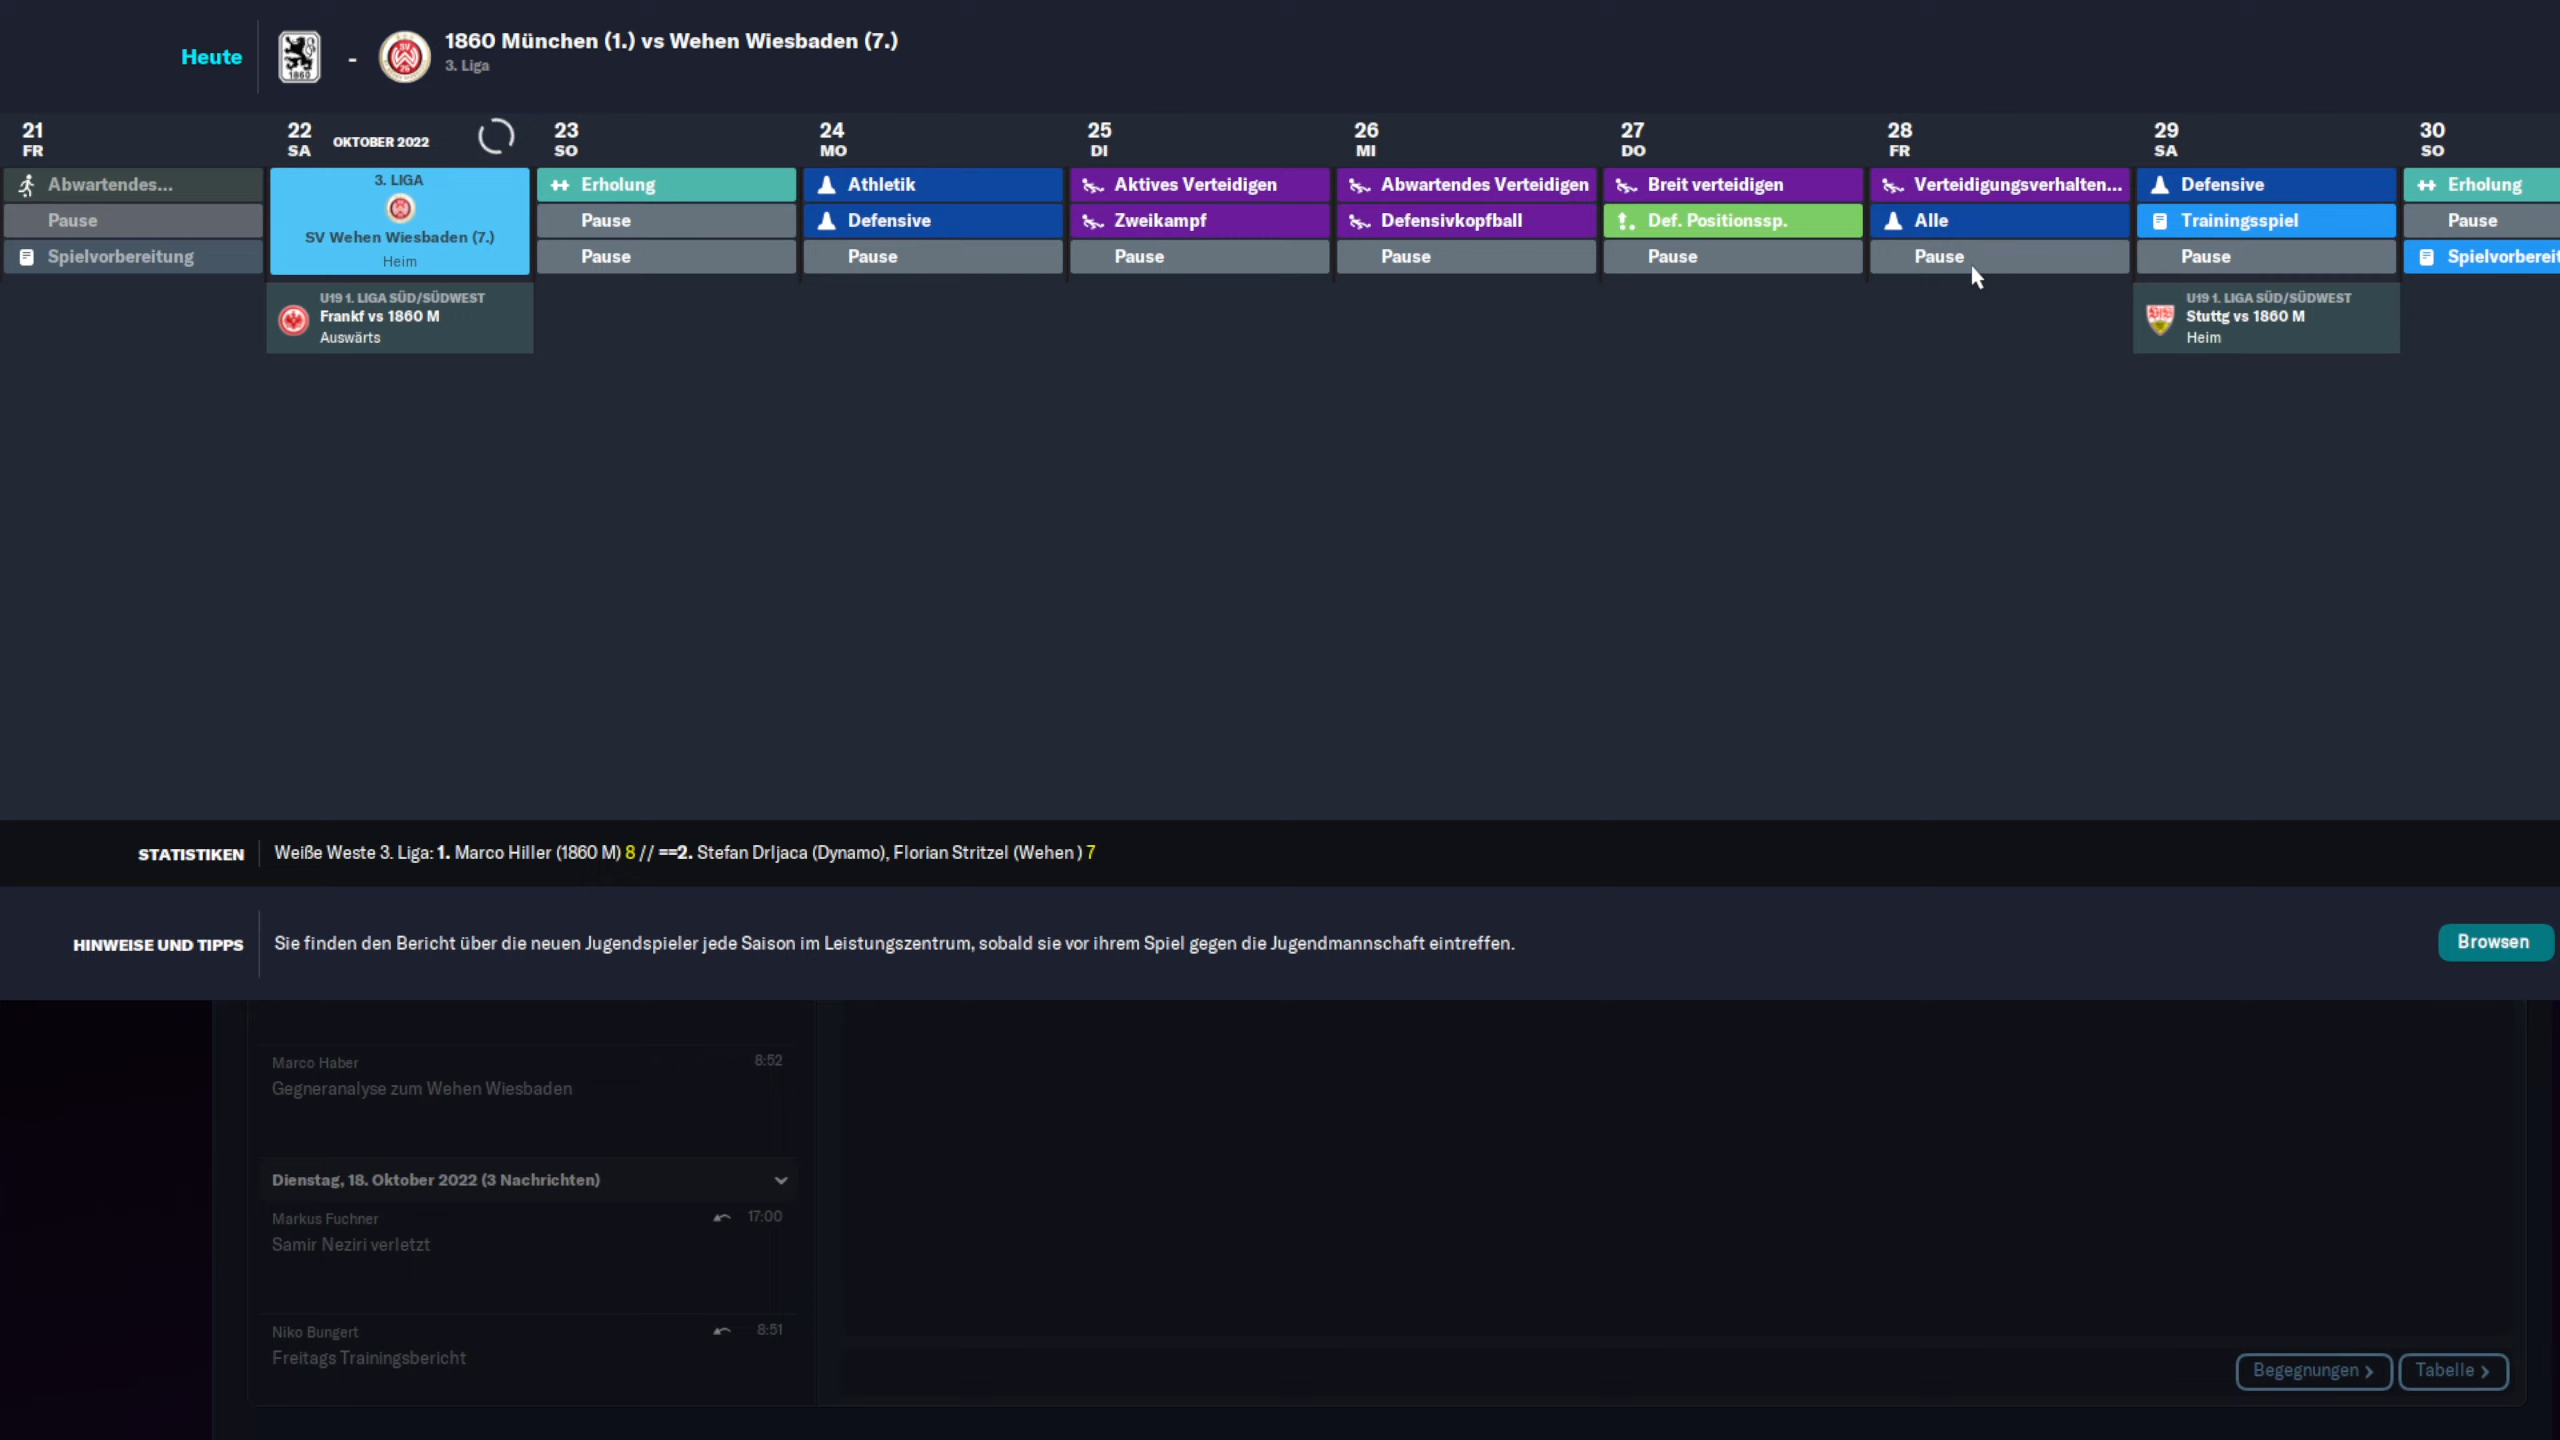 Heute
1860 München (1.) vs Wehen Wiesbaden (7.)
3. Liga
21
FR
Abwartendes...
Pause
Spielvorbereitung
22
SA
OKTOBER 2022
3. LIGA
SV Wehen Wiesbaden (7.)
Heim
U19 1. LIGA SÜD/SÜDWEST
Frankf vs 1860 M
Auswärts
23
SO
Erholung
Pause
Pause
24
MO
Athletik
Defensive
Pause
25
DI
Aktives Verteidigen
Zweikampf
Pause
26
MI
Abwartendes Verteidigen
Defensivkopfball
Pause
27
DO
Breit verteidigen
Def. Positionssp.
Pause
28
FR
Verteidigungsverhalten...
Alle
Pause
29
SA
Defensive
Trainingsspiel
Pause
U19 1. LIGA SÜD/SÜDWEST
Stuttg vs 1860 M
Heim
30
SO
Erholung
Pause
Spielvorbereit
STATISTIKEN
Weiße Weste 3. Liga: 1. Marco Hiller (1860 M) 8 // ==2. Stefan Drljaca (Dynamo), Florian Stritzel (Wehen ) 7
HINWEISE UND TIPPS
Sie finden den Bericht über die neuen Jugendspieler jede Saison im Leistungszentrum, sobald sie vor ihrem Spiel gegen die Jugendmannschaft eintreffen.
Browsen
Marco Haber 8:52
Gegneranalyse zum Wehen Wiesbaden
Dienstag, 18. Oktober 2022 (3 Nachrichten)
Markus Fuchner 17:00
Samir Neziri verletzt
Niko Bungert 8:51
Freitags Trainingsbericht
Begegnungen
Tabelle
1860